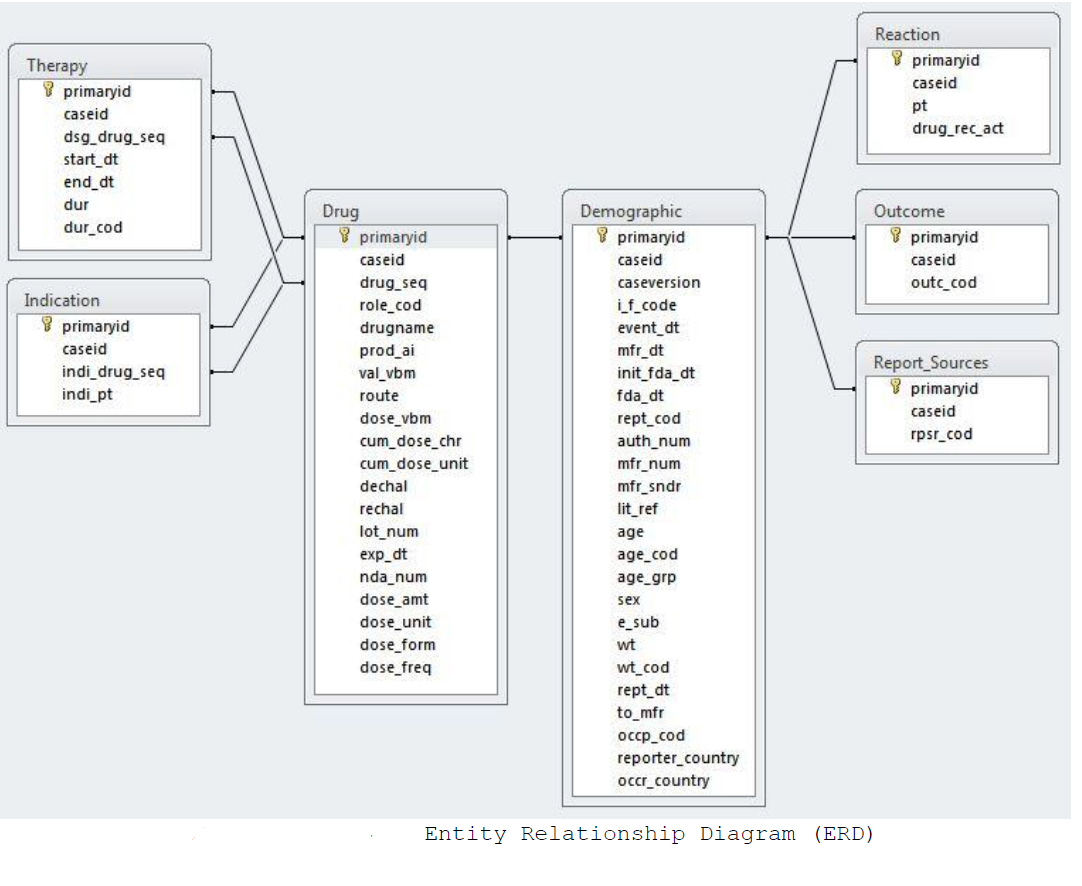 Therapy
primaryid
caseid
dsg_drug_seq
start_dt
end_dt
dur
dur_cod
Indication
primaryid
caseid
indi_drug_seq
indi_pt
Drug
primaryid
caseid
drug_seq
role_cod
drugname
prod_ai
val_vbm
route
dose_vbm
cum_dose_chr
cum_dose_unit
dechal
rechal
lot_num
exp_dt
nda_num
dose_amt
dose_unit
dose_form
dose_freq
Demographic
primaryid
caseid
caseversion
i_f_code
event_dt
mfr_dt
init_fda_dt
fda_dt
rept_cod
auth_num
mfr_num
mfr_sndr
lit_ref
age
age_cod
age_grp
sex
e_sub
wt
wt_cod
rept_dt
to_mfr
occp_cod
reporter_country
occr_country
Reaction
primaryid
caseid
pt
drug_rec_act
Outcome
primaryid
caseid
outc_cod
Report_Sources
primaryid
caseid
rpsr_cod
Entity Relationship Diagram (ERD)